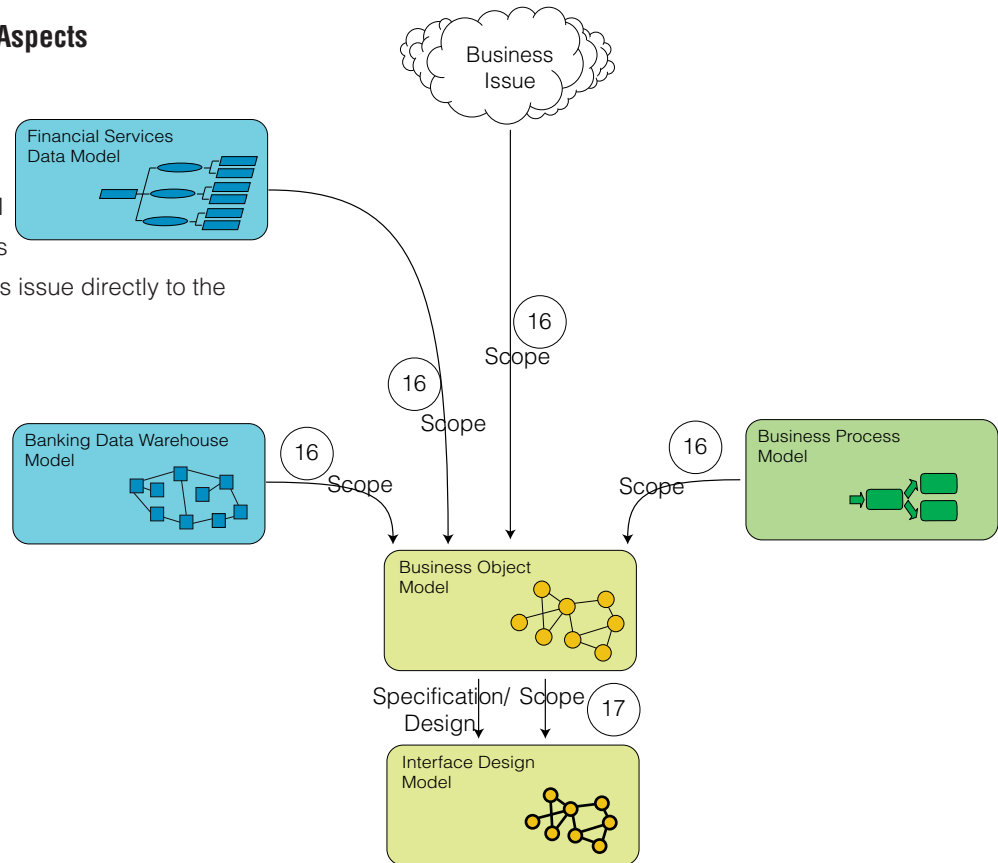 Aspects
Business
Issue
Financial Services
Data Model
s
s issue directly to the
16
Scope
16
Scope
Banking Data Warehouse
Model
16
Scope
Business Process
Model
16
Scope
Business Object
Model
Specification/
Design
Scope
17
Interface Design
Model